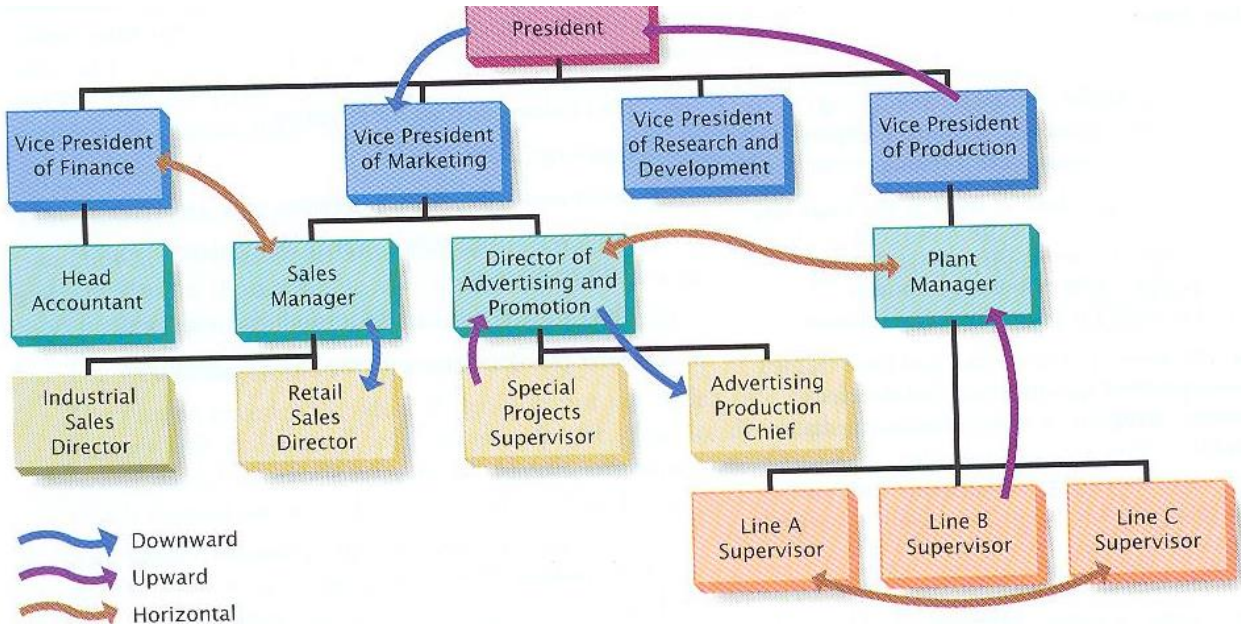 President
Vice President
of Finance
Vice President
of Marketing
Vice President
of Research and
Development
Vice President
of Production
Head
Accountant
Sales
Manager
Director of
Advertising and
Promotion
Plant
Manager
Industrial
Sales
Director
Retail
Sales
Director
Special
Projects
Supervisor
Advertising
Production
Chief
Line A
Supervisor
Line B
Supervisor
Line C
Supervisor
Downward
Upward
Horizontal